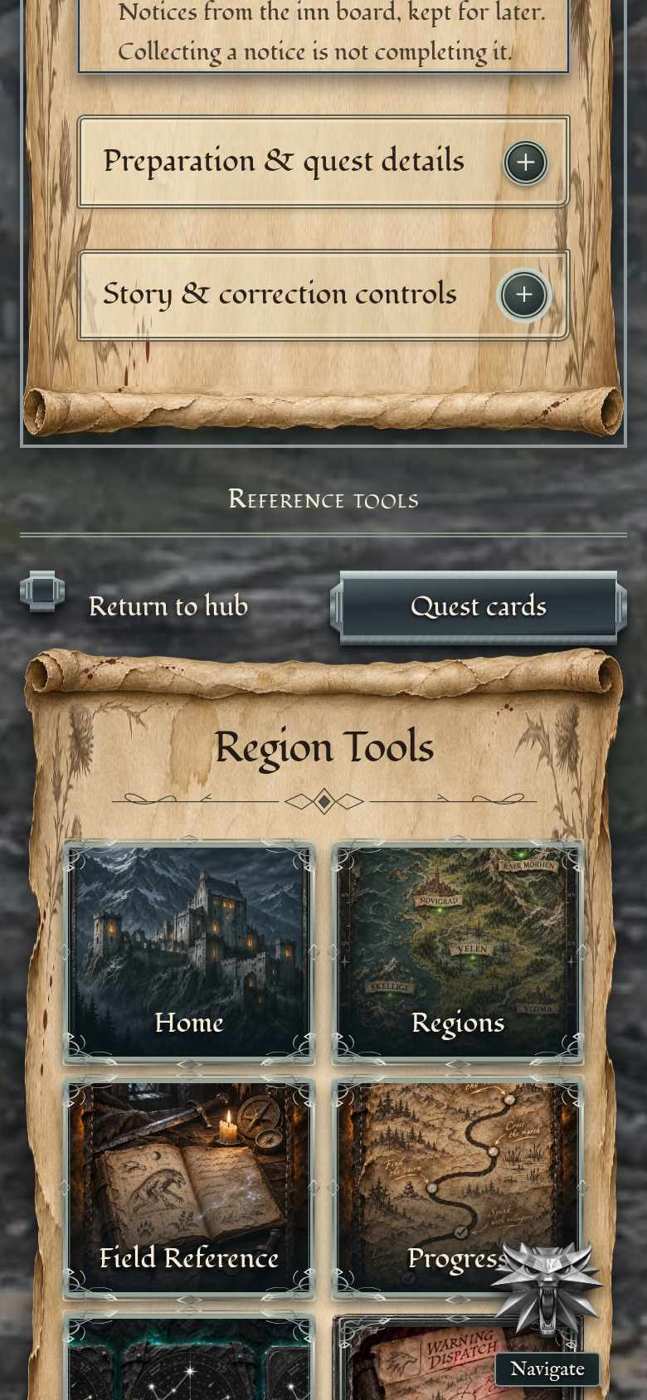 Notices from the inn board, kept for later.
Collecting a notice is not completing it.
Preparation & quest details
Story & correction controls
Reference tools
Return to hub
Quest cards
Region Tools
Home
KAER MORHEN
NOVIGRAD
VELEN
SKELLIGE
Regions
Field Reference
Progress
WARNING
DISPATCH
Navigate